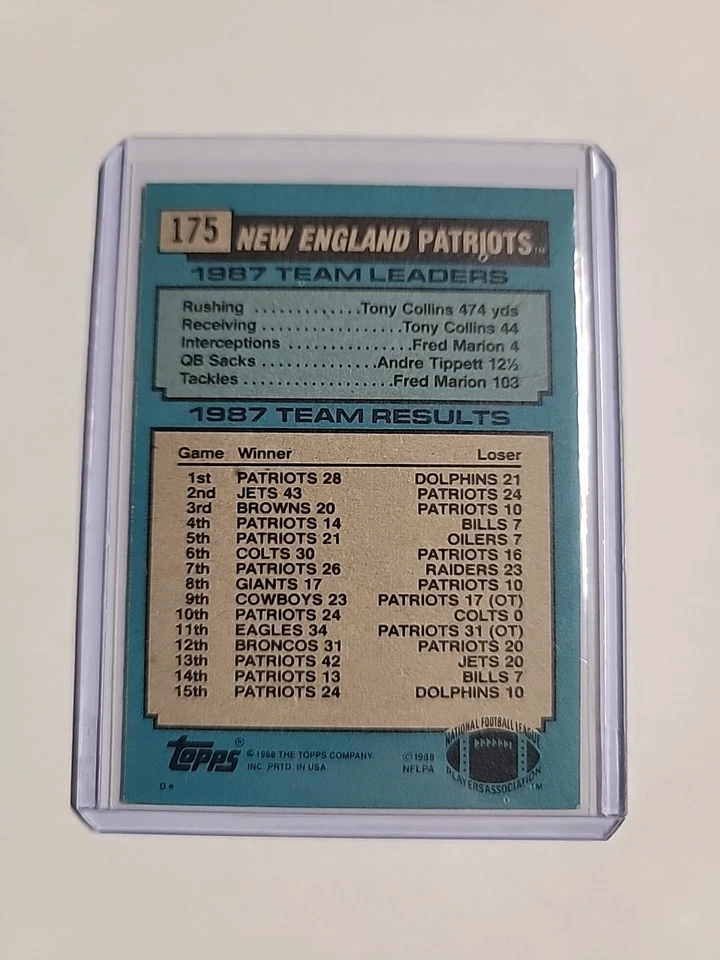 175 NEW ENGLAND PATRIOTS™
1987 TEAM LEADERS
Rushing .............Tony Collins 474 yds
Receiving .................Tony Collins 44
Interceptions ...............Fred Marion 4
QB Sacks .............Andre Tippett 12½
Tackles ..................Fred Marion 103
1987 TEAM RESULTS
Game Winner Loser
1st PATRIOTS 28 DOLPHINS 21
2nd JETS 43 PATRIOTS 24
3rd BROWNS 20 PATRIOTS 10
4th PATRIOTS 14 BILLS 7
5th PATRIOTS 21 OILERS 7
6th COLTS 30 PATRIOTS 16
7th PATRIOTS 26 RAIDERS 23
8th GIANTS 17 PATRIOTS 10
9th COWBOYS 23 PATRIOTS 17 (OT)
10th PATRIOTS 24 COLTS 0
11th EAGLES 34 PATRIOTS 31 (OT)
12th BRONCOS 31 PATRIOTS 20
13th PATRIOTS 42 JETS 20
14th PATRIOTS 13 BILLS 7
15th PATRIOTS 24 DOLPHINS 10
TOPPS® © 1988 THE TOPPS COMPANY,
INC. PRTD. IN USA.
© 1988
NFLPA
NATIONAL FOOTBALL LEAGUE
PLAYERS ASSOCIATION ™
D*